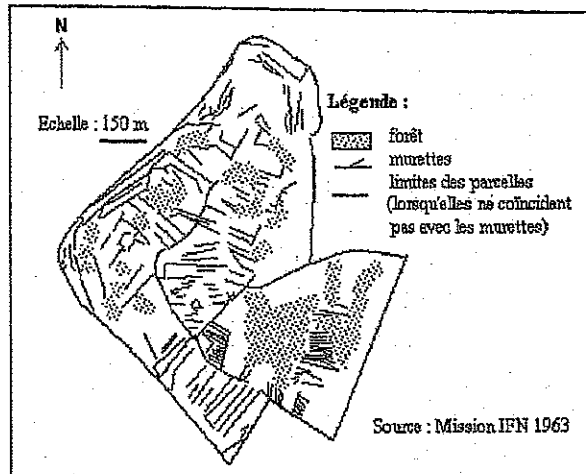 N
Echelle : 150 m
Légende :
forêt
murettes
limites des parcelles
(lorsqu'elles ne coïncident
pas avec les murettes)
Source : Mission IFN 1963